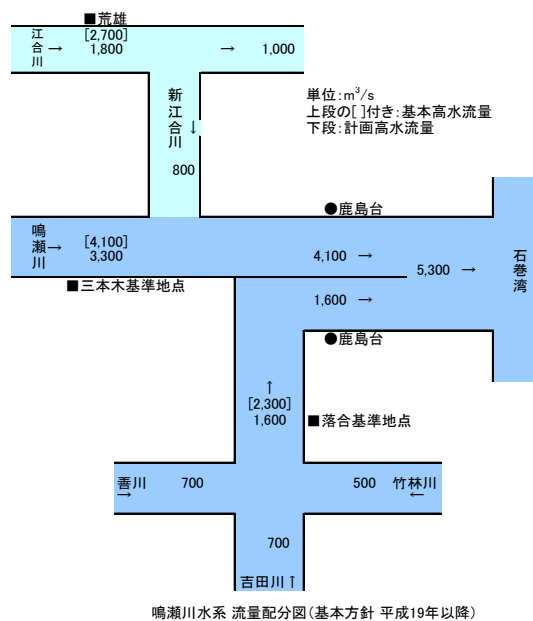 ■荒雄
江合川→
[2,700]
1,800
→ 1,000
新江合川↓
800
単位:m³/s
上段の[ ]付き:基本高水流量
下段:計画高水流量
●鹿島台
鳴瀬川→
[4,100]
3,300
4,100 →
5,300 →
石巻湾
■三本木基準地点
1,600 →
●鹿島台
↑
[2,300]
1,600
■落合基準地点
善川
→
700
500
竹林川
←
700
吉田川↑
鳴瀬川水系 流量配分図(基本方針 平成19年以降)